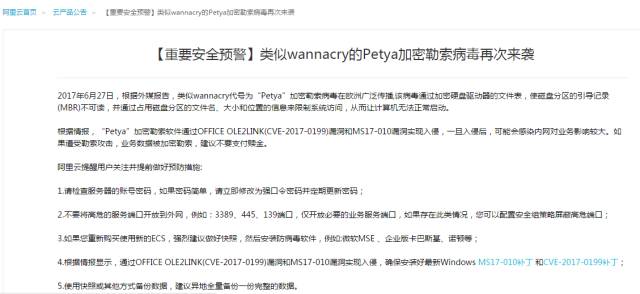 阿里云首页 > 云产品公告 > 【重要安全预警】类似wannacry的Petya加密勒索病毒再次来袭
【重要安全预警】类似wannacry的Petya加密勒索病毒再次来袭
2017年6月27日，根据外媒报告，类似wannacry代号为“Petya”加密勒索病毒在欧洲广泛传播,该病毒通过加密硬盘驱动器的文件表，使磁盘分区的引导记录
(MBR)不可读，并通过占用磁盘分区的文件名、大小和位置的信息来限制系统访问，从而让计算机无法正常启动。
根据情报，“Petya”加密勒索软件通过OFFICE OLE2LINK(CVE-2017-0199)漏洞和MS17-010漏洞实现入侵，一旦入侵后，可能会感染内网对业务影响较大。如
果遭受勒索攻击，业务数据被加密勒索，建议不要支付赎金。
阿里云提醒用户关注并提前做好预防措施:
1.请检查服务器的账号密码，如果密码简单，请立即修改为强口令密码并定期更新密码；
2.不要将高危的服务端口开放到外网，例如：3389、445、139端口，仅开放必要的业务服务端口，如果存在此类情况，您可以配置安全组策略屏蔽高危端口；
3.如果您重新购买使用新的ECS，强烈建议做好快照，然后安装防病毒软件，例如:微软MSE 、企业版卡巴斯基、诺顿等；
4.根据情报显示，通过OFFICE OLE2LINK(CVE-2017-0199)漏洞和MS17-010漏洞实现入侵，确保安装好最新Windows MS17-010补丁 和CVE-2017-0199补丁；
5.使用快照或其他方式备份数据，建议异地全量备份一份完整的数据。